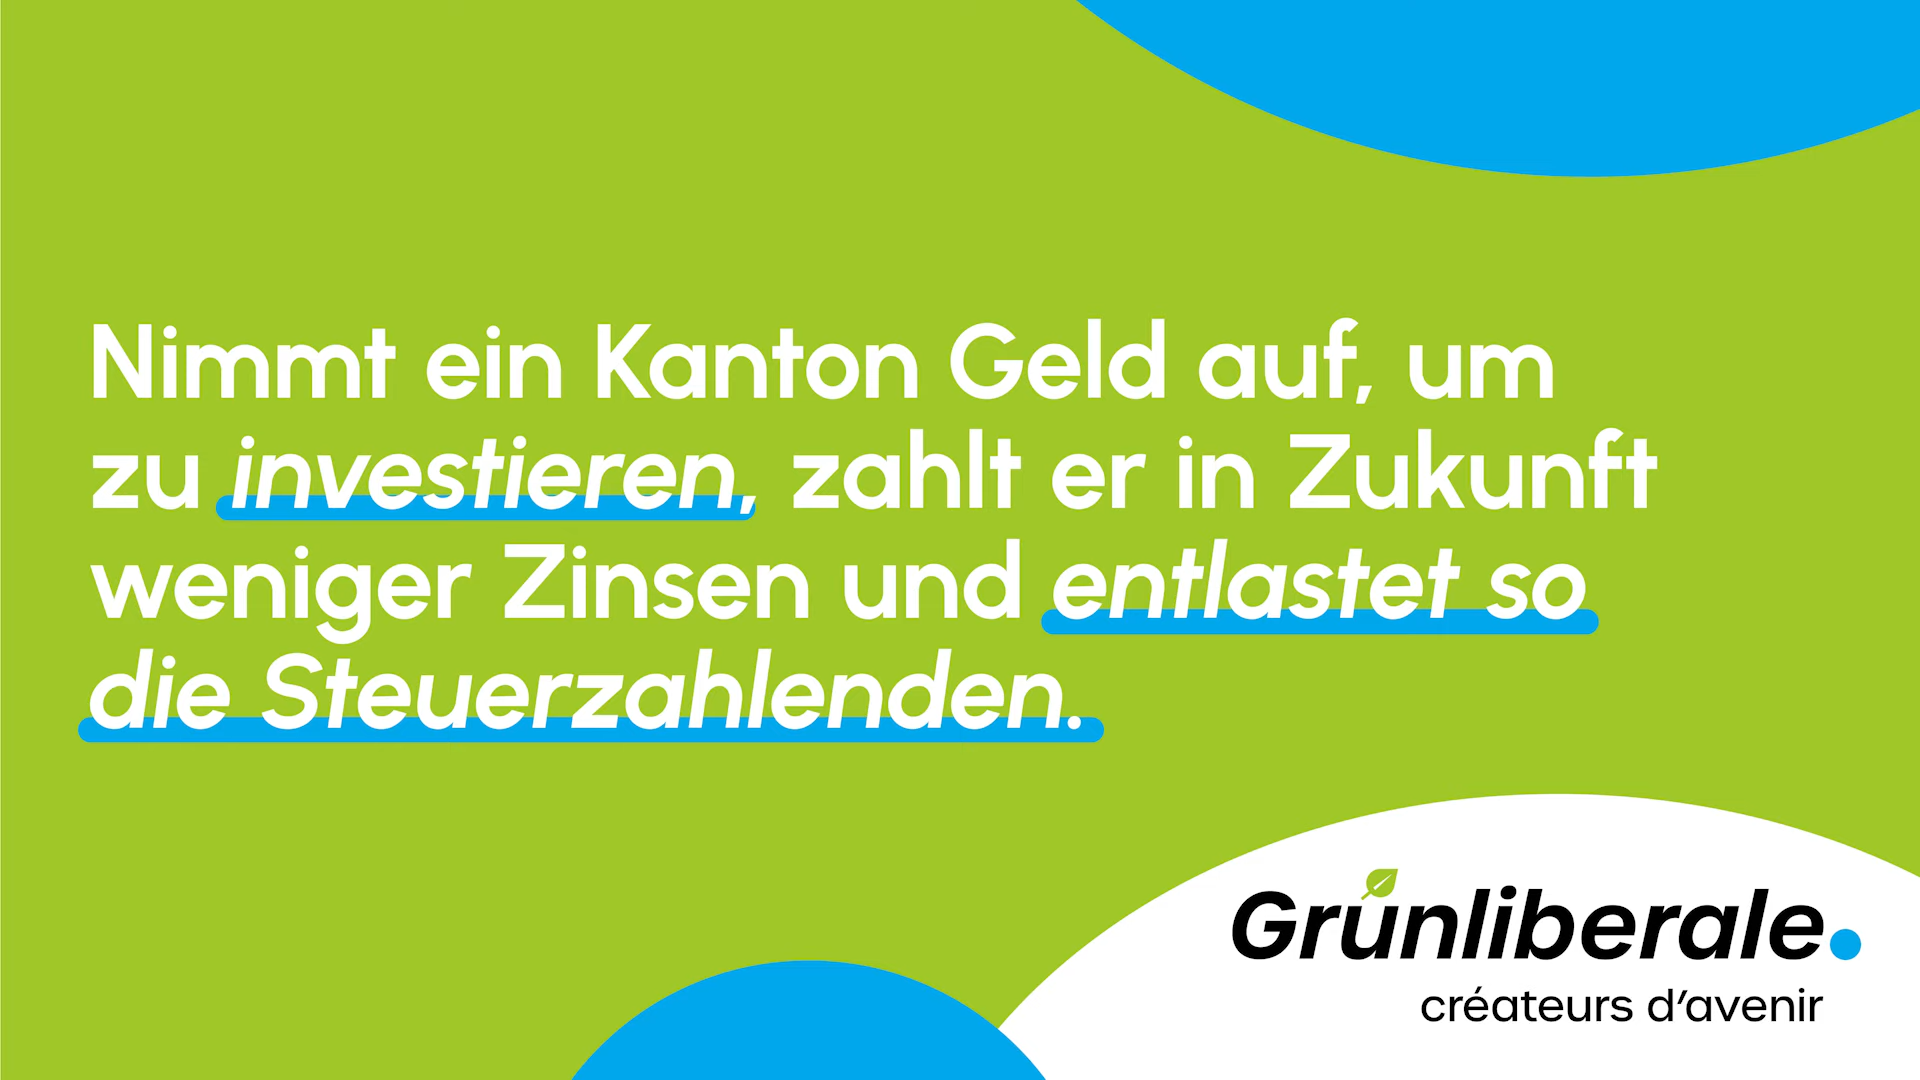 Nimmt ein Kanton Geld auf, um
zu investieren, zahlt er in Zukunft
weniger Zinsen und entlastet so
die Steuerzahlenden.
Grünliberale.
créateurs d'avenir